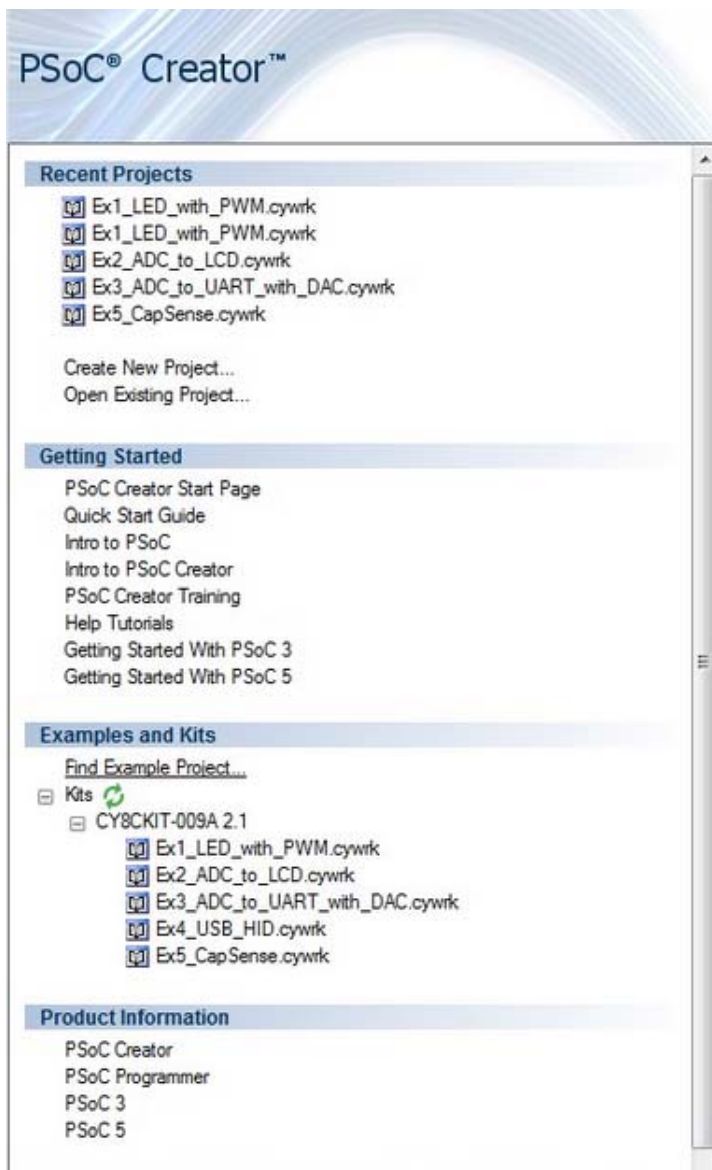 PSoC® Creator™
Recent Projects
Ex1_LED_with_PWM.cywrk
Ex1_LED_with_PWM.cywrk
Ex2_ADC_to_LCD.cywrk
Ex3_ADC_to_UART_with_DAC.cywrk
Ex5_CapSense.cywrk
Create New Project...
Open Existing Project...
Getting Started
PSoC Creator Start Page
Quick Start Guide
Intro to PSoC
Intro to PSoC Creator
PSoC Creator Training
Help Tutorials
Getting Started With PSoC 3
Getting Started With PSoC 5
Examples and Kits
Find Example Project...
Kits
CY8CKIT-009A 2.1
Ex1_LED_with_PWM.cywrk
Ex2_ADC_to_LCD.cywrk
Ex3_ADC_to_UART_with_DAC.cywrk
Ex4_USB_HID.cywrk
Ex5_CapSense.cywrk
Product Information
PSoC Creator
PSoC Programmer
PSoC 3
PSoC 5